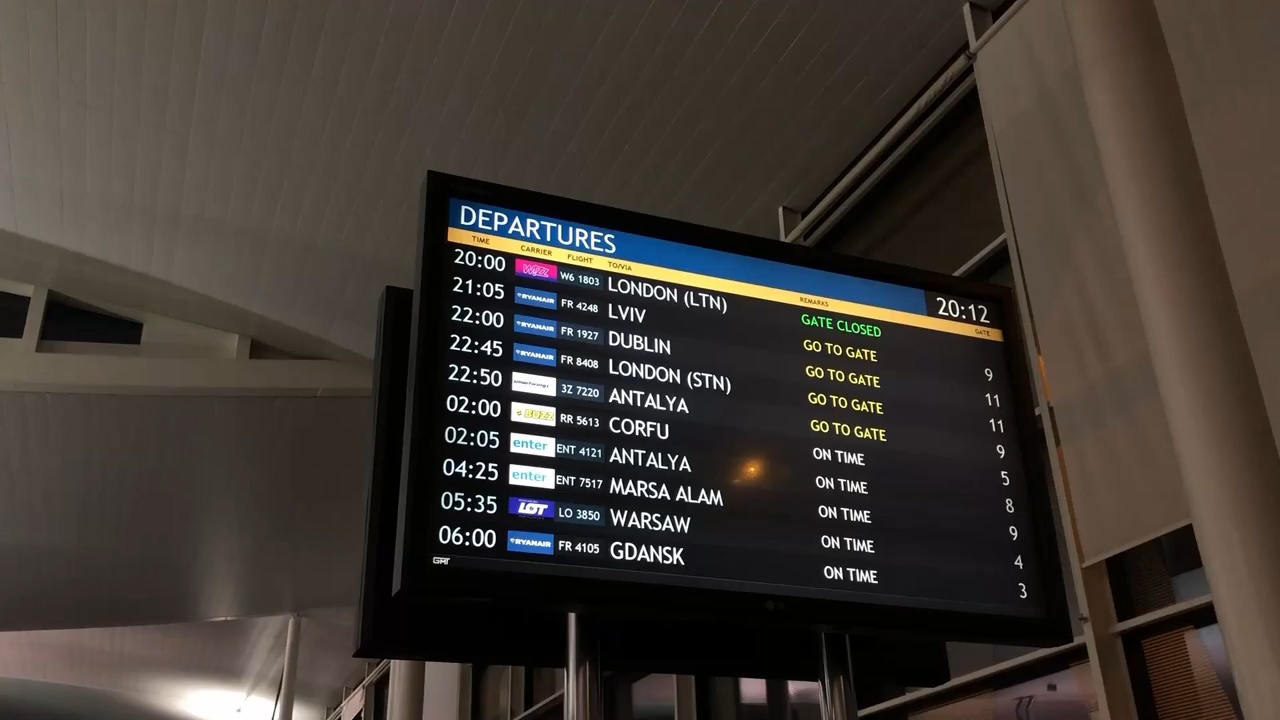 DEPARTURES 20:12
TIME CARRIER FLIGHT TO/VIA REMARKS GATE
20:00 WIZZ W6 1803 LONDON (LTN) GATE CLOSED
21:05 RYANAIR FR 4248 LVIV GO TO GATE 9
22:00 RYANAIR FR 1927 DUBLIN GO TO GATE 11
22:45 RYANAIR FR 8408 LONDON (STN) GO TO GATE 11
22:50 3Z 7220 ANTALYA GO TO GATE 9
02:00 BUZZ RR 5613 CORFU ON TIME 5
02:05 enter ENT 4121 ANTALYA ON TIME 8
04:25 enter ENT 7517 MARSA ALAM ON TIME 9
05:35 LOT LO 3850 WARSAW ON TIME 4
06:00 RYANAIR FR 4105 GDANSK ON TIME 3
GMT